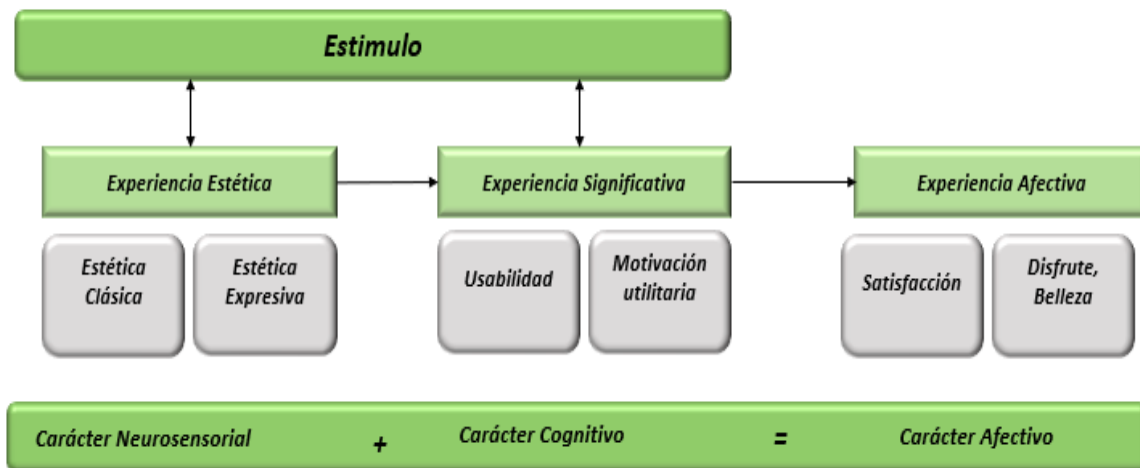 Estimulo
Experiencia Estética
Experiencia Significativa
Experiencia Afectiva
Estética
Clásica
Estética
Expresiva
Usabilidad
Motivación
utilitaria
Satisfacción
Disfrute,
Belleza
Carácter Neurosensorial + Carácter Cognitivo = Carácter Afectivo